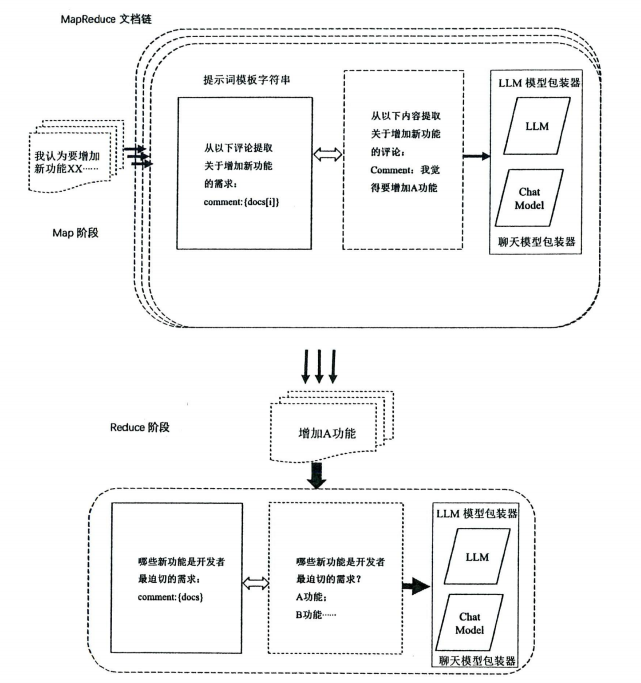 MapReduce 文档链
提示词模板字符串
从以下评论提取
关于增加新功能
的需求：
comment:{docs[i]}
从以下内容提取
关于增加新功能
的评论：
Comment：我觉
得要增加A功能
LLM 模型包装器
LLM
Chat
Model
聊天模型包装器
我认为要增加
新功能XX……
Map 阶段
Reduce 阶段
增加A功能
哪些新功能是开发者
最迫切的需求：
comment:{docs}
哪些新功能是开发者
最迫切的需求？
A功能；
B功能……
LLM 模型包装器
LLM
Chat
Model
聊天模型包装器